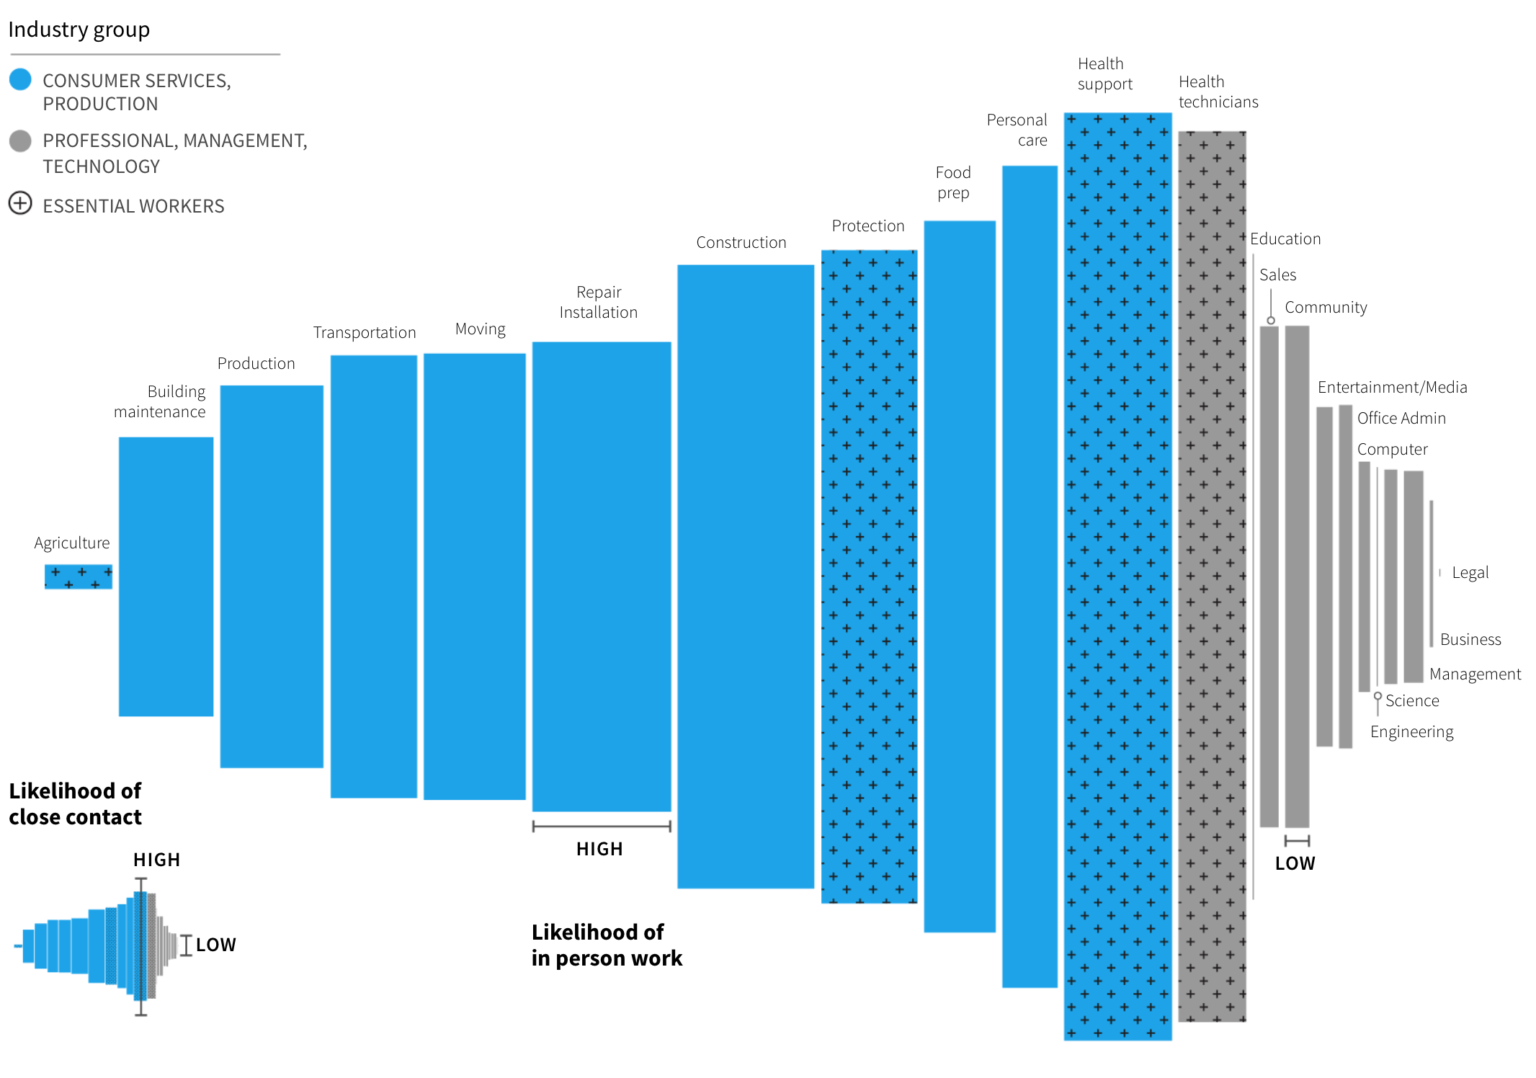 Industry group
CONSUMER SERVICES,
PRODUCTION
PROFESSIONAL, MANAGEMENT,
TECHNOLOGY
ESSENTIAL WORKERS
Agriculture
Building
maintenance
Production
Transportation
Moving
Repair
Installation
Construction
Protection
Food
prep
Personal
care
Health
support
Health
technicians
Education
Sales
Community
Entertainment/Media
Office Admin
Computer
Legal
Business
Management
Science
Engineering
Likelihood of
close contact
HIGH
LOW
HIGH
Likelihood of
in person work
LOW